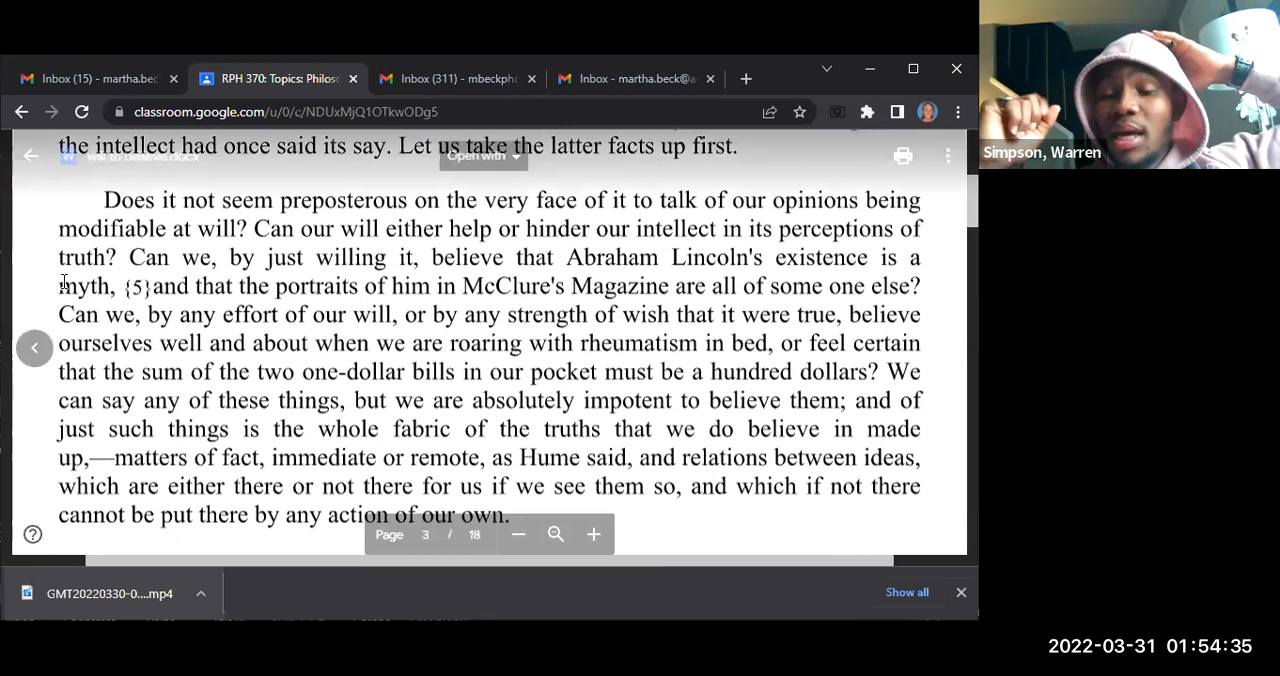 Inbox (15) - martha.bec
RPH 370: Topics: Philosc
Inbox (311) - mbeckph
Inbox - martha.beck@a
classroom.google.com/u/0/c/NDUxMjQ1OTkwODg5
the intellect had once said its say. Let us take the latter facts up first.
Open with
Does it not seem preposterous on the very face of it to talk of our opinions being
modifiable at will? Can our will either help or hinder our intellect in its perceptions of
truth? Can we, by just willing it, believe that Abraham Lincoln's existence is a
myth, {5}and that the portraits of him in McClure's Magazine are all of some one else?
Can we, by any effort of our will, or by any strength of wish that it were true, believe
ourselves well and about when we are roaring with rheumatism in bed, or feel certain
that the sum of the two one-dollar bills in our pocket must be a hundred dollars? We
can say any of these things, but we are absolutely impotent to believe them; and of
just such things is the whole fabric of the truths that we do believe in made
up,—matters of fact, immediate or remote, as Hume said, and relations between ideas,
which are either there or not there for us if we see them so, and which if not there
cannot be put there by any action of our own.
Page 3 / 18
GMT20220330-0....mp4
Show all
Simpson, Warren
2022-03-31 01:54:35